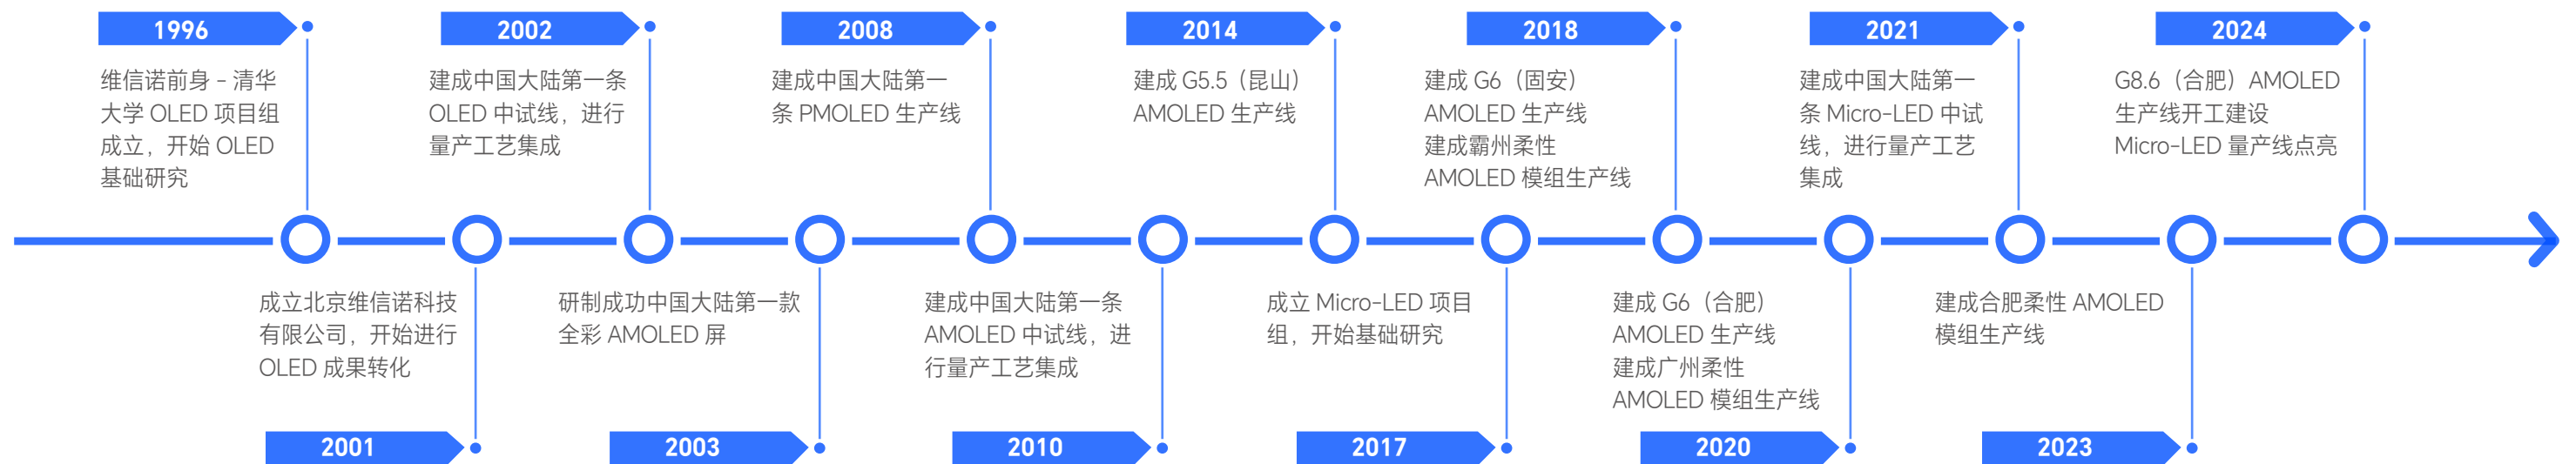 1996
维信诺前身 – 清华
大学 OLED 项目组
成立，开始 OLED
基础研究
2001
成立北京维信诺科技
有限公司，开始进行
OLED 成果转化
2002
建成中国大陆第一条
OLED 中试线，进行
量产工艺集成
2003
研制成功中国大陆第一款
全彩 AMOLED 屏
2008
建成中国大陆第一
条 PMOLED 生产线
2010
建成中国大陆第一条
AMOLED 中试线，进
行量产工艺集成
2014
建成 G5.5（昆山）
AMOLED 生产线
2017
成立 Micro-LED 项目
组，开始基础研究
2018
建成 G6（固安）
AMOLED 生产线
建成霸州柔性
AMOLED 模组生产线
2020
建成 G6（合肥）
AMOLED 生产线
建成广州柔性
AMOLED 模组生产线
2021
建成中国大陆第一
条 Micro-LED 中试
线，进行量产工艺
集成
2023
建成合肥柔性 AMOLED
模组生产线
2024
G8.6（合肥）AMOLED
生产线开工建设
Micro-LED 量产线点亮